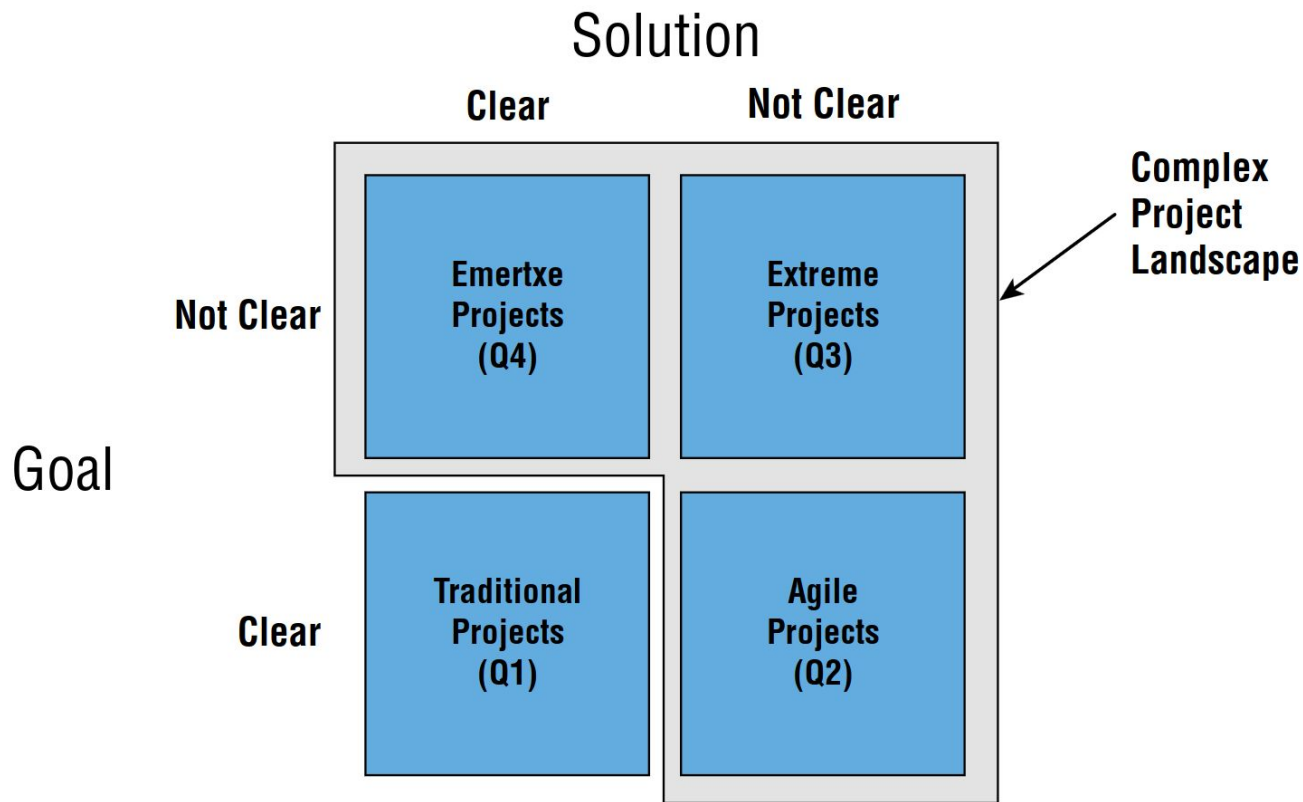 Solution
Clear
Not Clear
Complex
Project
Landscape
Not Clear
Emertxe
Projects
(Q4)
Extreme
Projects
(Q3)
Goal
Clear
Traditional
Projects
(Q1)
Agile
Projects
(Q2)